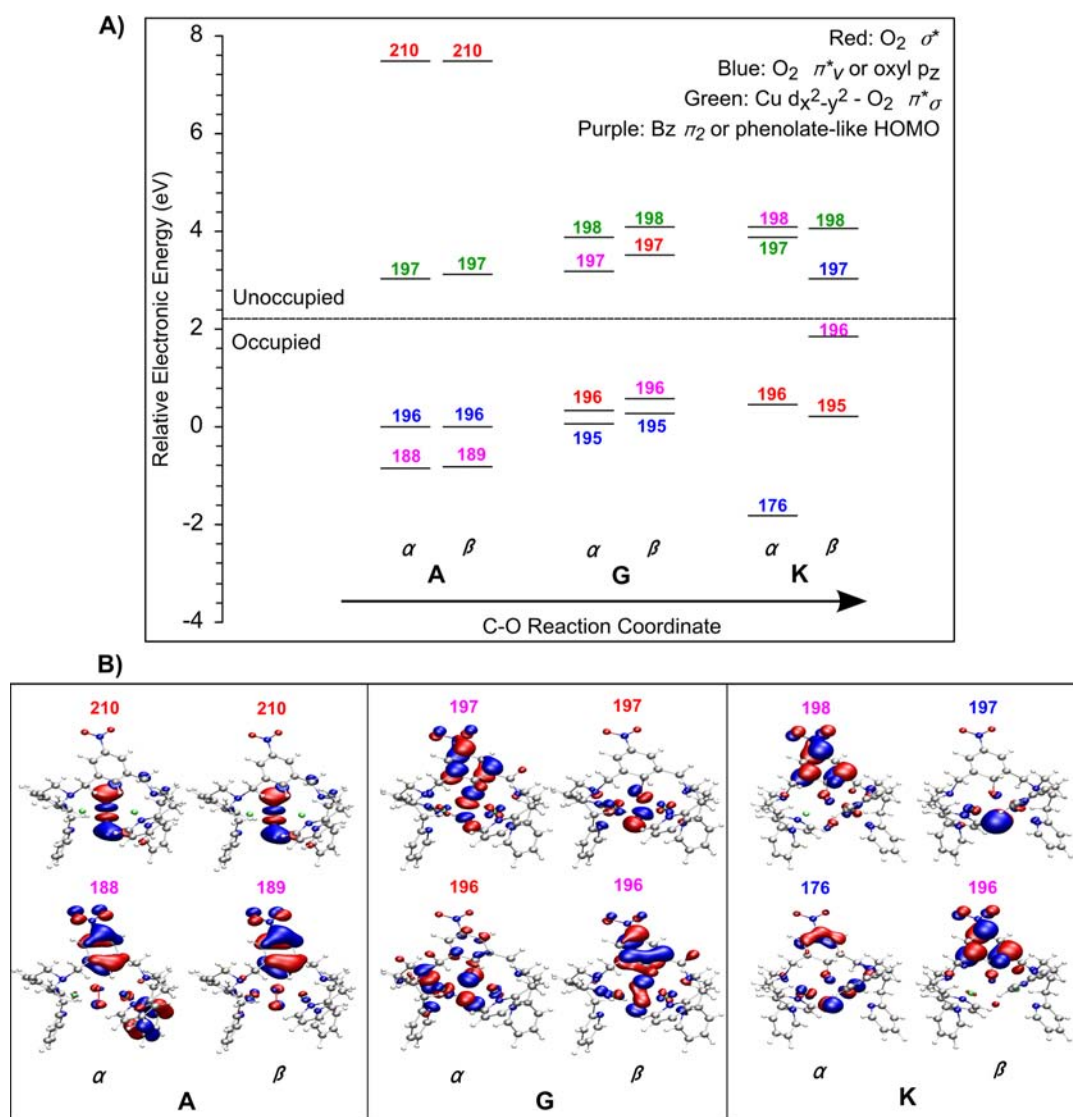 A)
8
6
4
2
0
-2
-4
Relative Electronic Energy (eV)
Red: O2 σ*
Blue: O2 π*v or oxyl pz
Green: Cu dx2-y2 - O2 π*σ
Purple: Bz π2 or phenolate-like HOMO
210 210
197 197
Unoccupied
Occupied
196 196
188 189
198 198
197 197
196 196
195 195
198 198
197 197
196
196 195
176
α β α β α β
A G K
C-O Reaction Coordinate
B)
210 210 197 197 198 197
188 189 196 196 176 196
α β α β α β
A G K